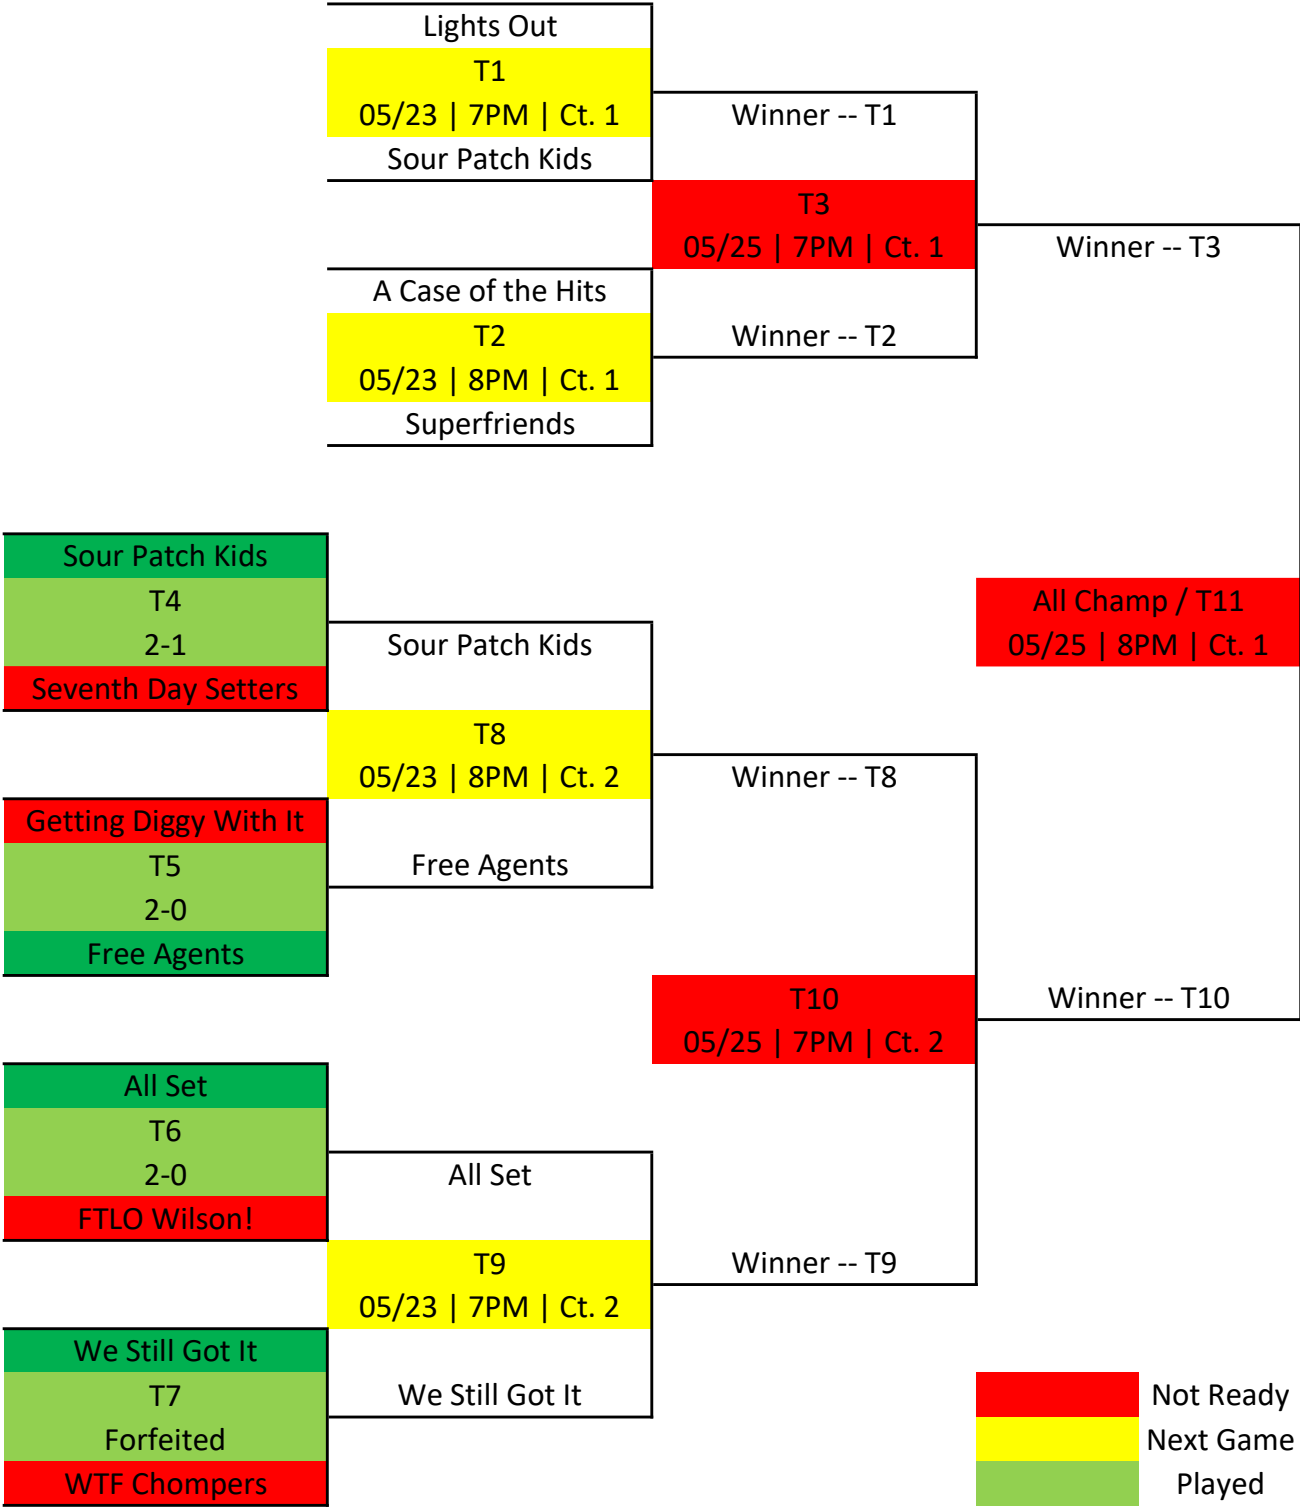 Lights Out
T1
05/23 | 7PM | Ct. 1
Sour Patch Kids
Winner -- T1
T3
05/25 | 7PM | Ct. 1
Winner -- T3
A Case of the Hits
T2
05/23 | 8PM | Ct. 1
Superfriends
Winner -- T2
Sour Patch Kids
T4
2-1
Seventh Day Setters
Sour Patch Kids
T8
05/23 | 8PM | Ct. 2
Free Agents
Getting Diggy With It
T5
2-0
Free Agents
Winner -- T8
All Champ / T11
05/25 | 8PM | Ct. 1
T10
05/25 | 7PM | Ct. 2
Winner -- T10
All Set
T6
2-0
FTLO Wilson!
All Set
T9
05/23 | 7PM | Ct. 2
We Still Got It
Winner -- T9
We Still Got It
T7
Forfeited
WTF Chompers
Not Ready
Next Game
Played